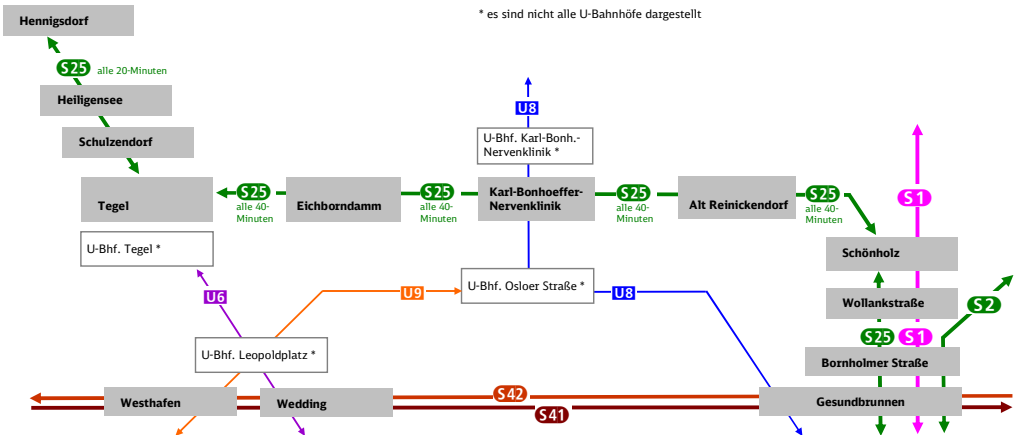 * es sind nicht alle U-Bahnhöfe dargestellt
Hennigsdorf
S25 alle 20-Minuten
Heiligensee
U8
Schulzendorf
U-Bhf. Karl-Bonh.-
Nervenklinik *
Tegel
S25
alle 40-
Minuten
Eichborndamm
S25
alle 40-
Minuten
Karl-Bonhoeffer-
Nervenklinik
S25
alle 40-
Minuten
Alt Reinickendorf
S25
alle 40-
Minuten
S1
U-Bhf. Tegel *
Schönholz
U6
U9
U-Bhf. Osloer Straße *
U8
Wollankstraße
S2
S25
S1
U-Bhf. Leopoldplatz *
Bornholmer Straße
Westhafen
Wedding
S42
S41
Gesundbrunnen